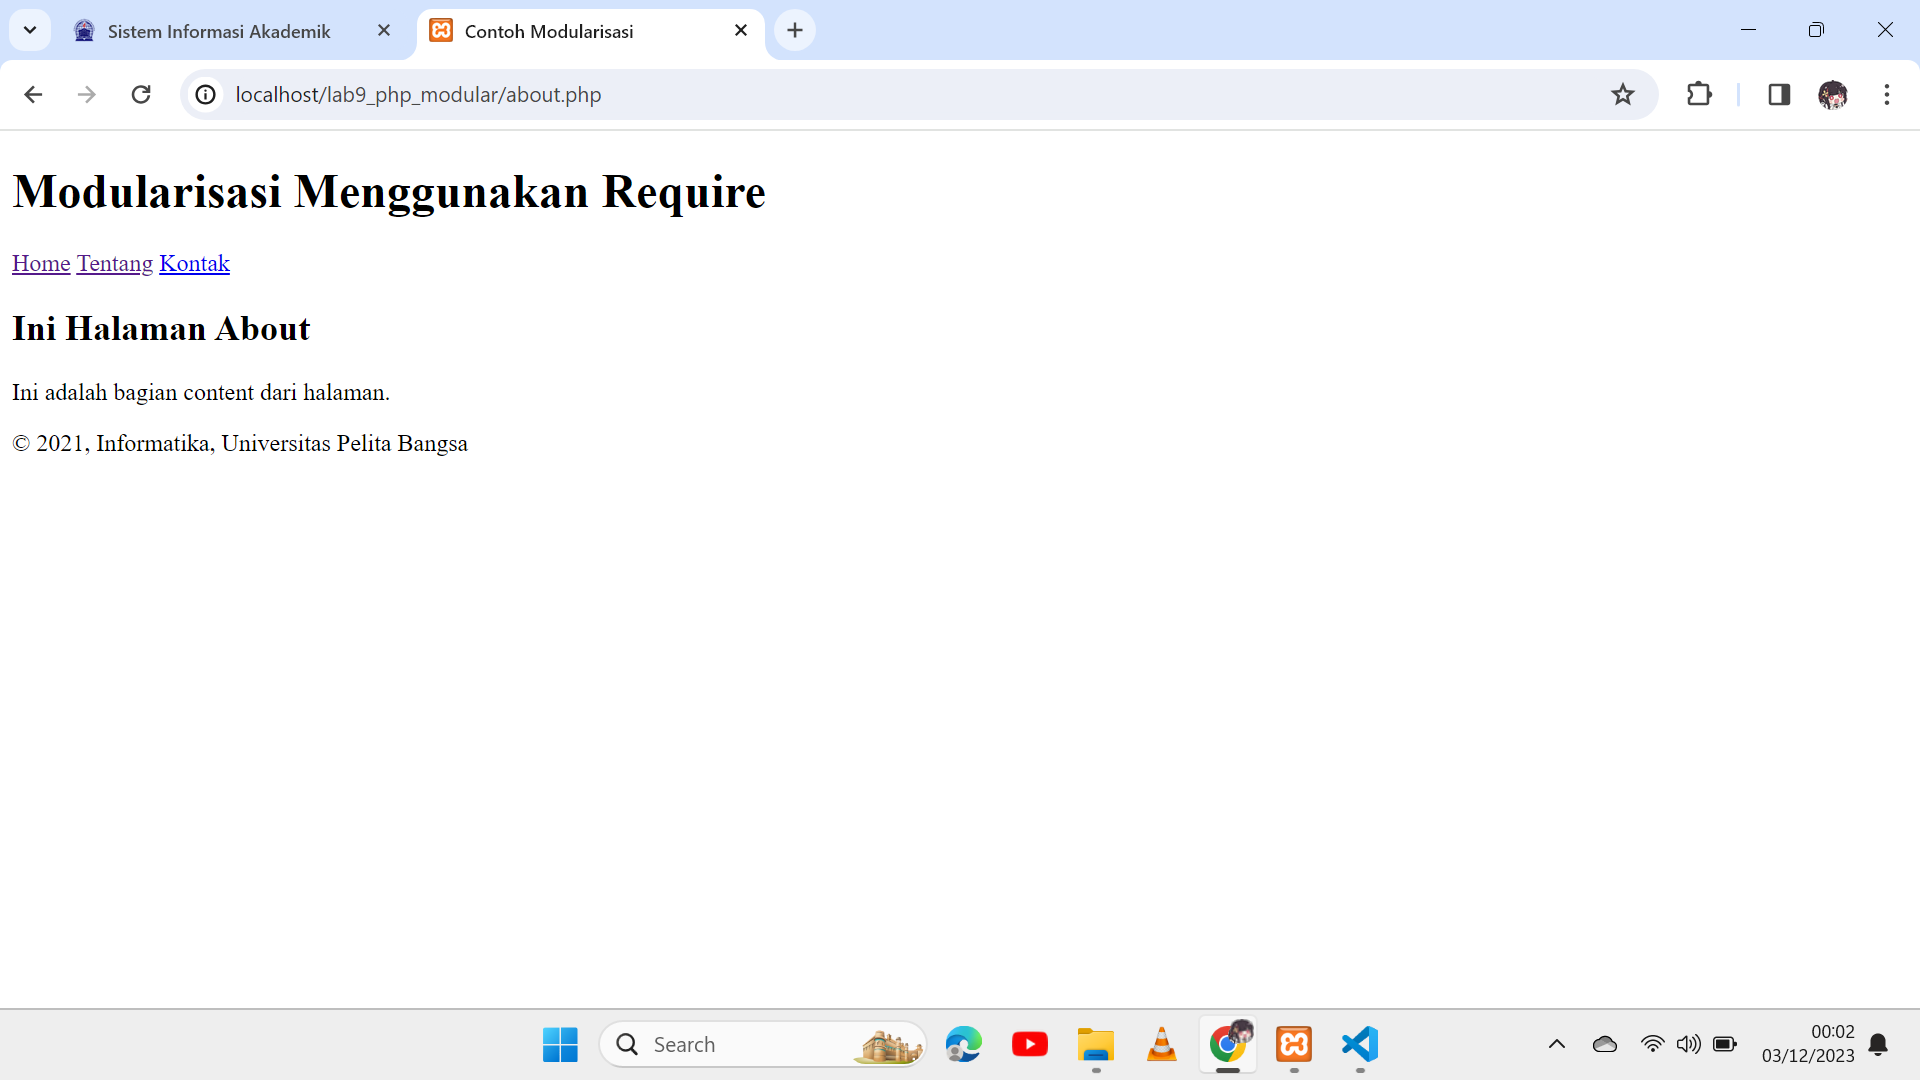 Sistem Informasi Akademik
Contoh Modularisasi
localhost/lab9_php_modular/about.php
Modularisasi Menggunakan Require
Home Tentang Kontak
Ini Halaman About
Ini adalah bagian content dari halaman.
© 2021, Informatika, Universitas Pelita Bangsa
Search
00:02
03/12/2023